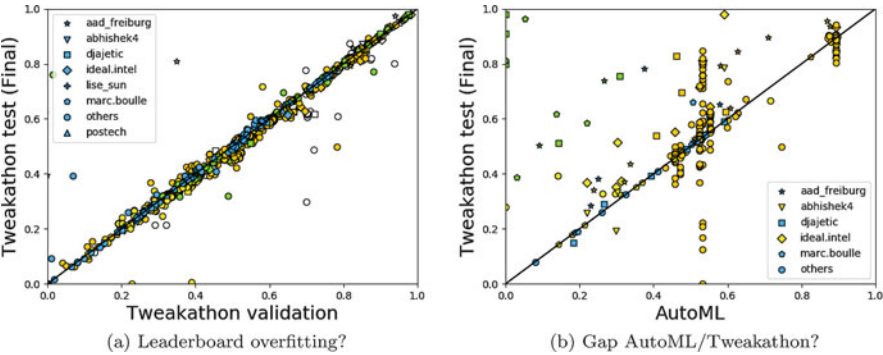 Tweakathon test (Final)
1.0
0.8
0.6
0.4
0.2
0.0
aad_freiburg
abhishek4
djajetic
ideal.intel
lise_sun
marc.boulle
others
postech
0.0 0.2 0.4 0.6 0.8 1.0
Tweakathon validation
(a) Leaderboard overfitting?
Tweakathon test (Final)
1.0
0.8
0.6
0.4
0.2
0.0
aad_freiburg
abhishek4
djajetic
ideal.intel
marc.boulle
others
0.0 0.2 0.4 0.6 0.8 1.0
AutoML
(b) Gap AutoML/Tweakathon?